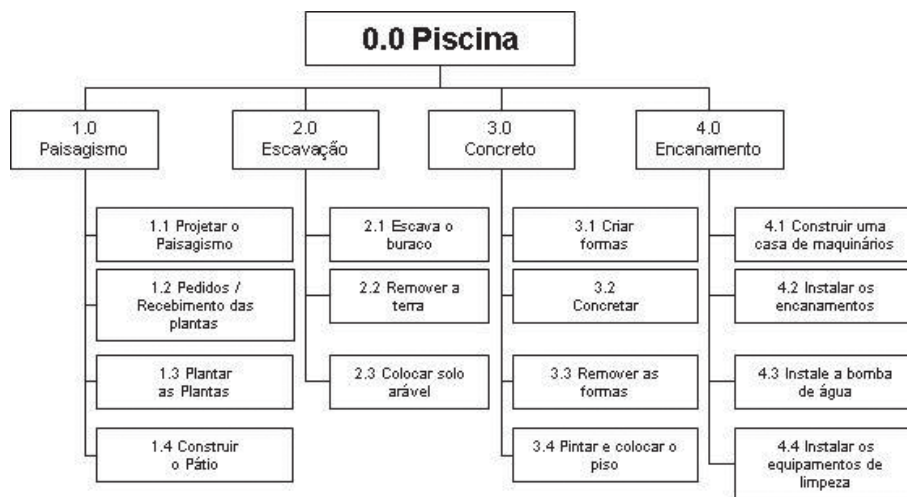 0.0 Piscina
1.0
Paisagismo
2.0
Escavação
3.0
Concreto
4.0
Encanamento
1.1 Projetar o
Paisagismo
2.1 Escava o
buraco
3.1 Criar
formas
4.1 Construir uma
casa de maquinários
1.2 Pedidos /
Recebimento das
plantas
2.2 Remover a
terra
3.2
Concretar
4.2 Instalar os
encanamentos
1.3 Plantar
as Plantas
2.3 Colocar solo
arável
3.3 Remover as
formas
4.3 Instale a bomba
de água
1.4 Construir
o Pátio
3.4 Pintar e colocar o
piso
4.4 Instalar os
equipamentos de
limpeza